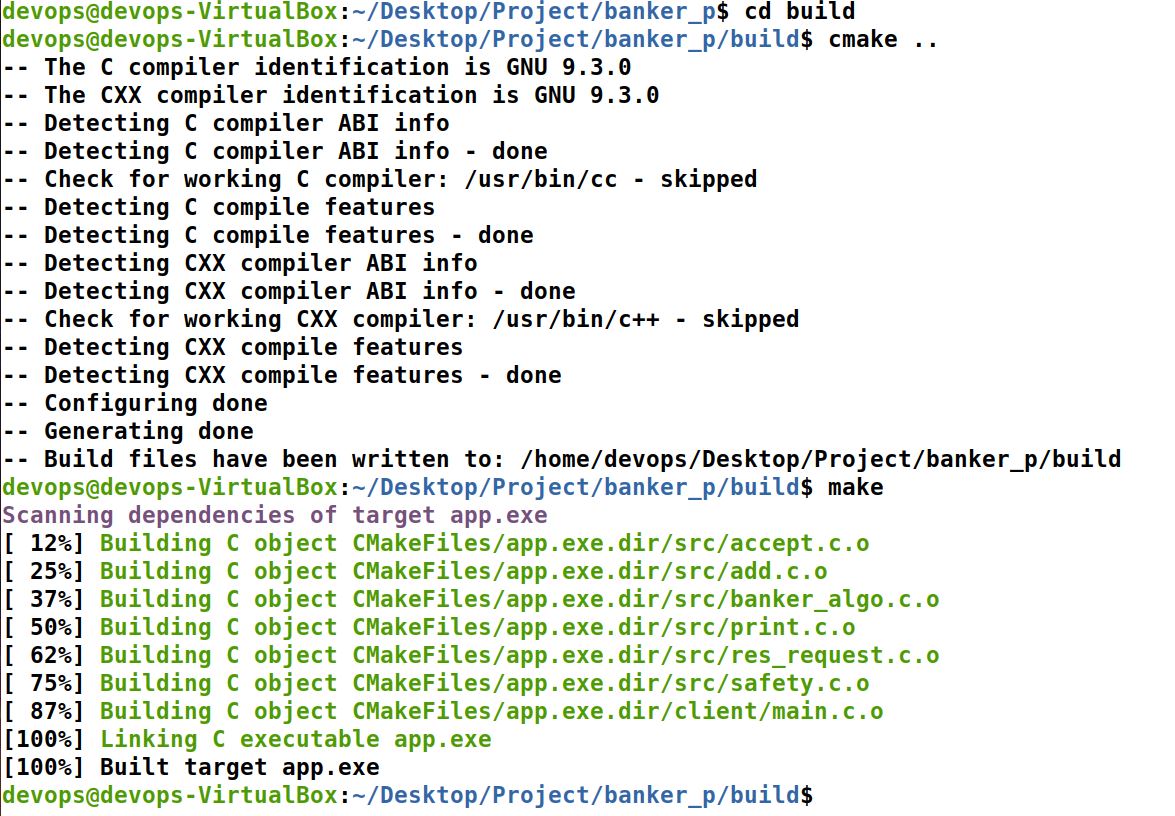 devops@devops-VirtualBox:~/Desktop/Project/banker_p$ cd build
devops@devops-VirtualBox:~/Desktop/Project/banker_p/build$ cmake ..
-- The C compiler identification is GNU 9.3.0
-- The CXX compiler identification is GNU 9.3.0
-- Detecting C compiler ABI info
-- Detecting C compiler ABI info - done
-- Check for working C compiler: /usr/bin/cc - skipped
-- Detecting C compile features
-- Detecting C compile features - done
-- Detecting CXX compiler ABI info
-- Detecting CXX compiler ABI info - done
-- Check for working CXX compiler: /usr/bin/c++ - skipped
-- Detecting CXX compile features
-- Detecting CXX compile features - done
-- Configuring done
-- Generating done
-- Build files have been written to: /home/devops/Desktop/Project/banker_p/build
devops@devops-VirtualBox:~/Desktop/Project/banker_p/build$ make
Scanning dependencies of target app.exe
[ 12%] Building C object CMakeFiles/app.exe.dir/src/accept.c.o
[ 25%] Building C object CMakeFiles/app.exe.dir/src/add.c.o
[ 37%] Building C object CMakeFiles/app.exe.dir/src/banker_algo.c.o
[ 50%] Building C object CMakeFiles/app.exe.dir/src/print.c.o
[ 62%] Building C object CMakeFiles/app.exe.dir/src/res_request.c.o
[ 75%] Building C object CMakeFiles/app.exe.dir/src/safety.c.o
[ 87%] Building C object CMakeFiles/app.exe.dir/client/main.c.o
[100%] Linking C executable app.exe
[100%] Built target app.exe
devops@devops-VirtualBox:~/Desktop/Project/banker_p/build$